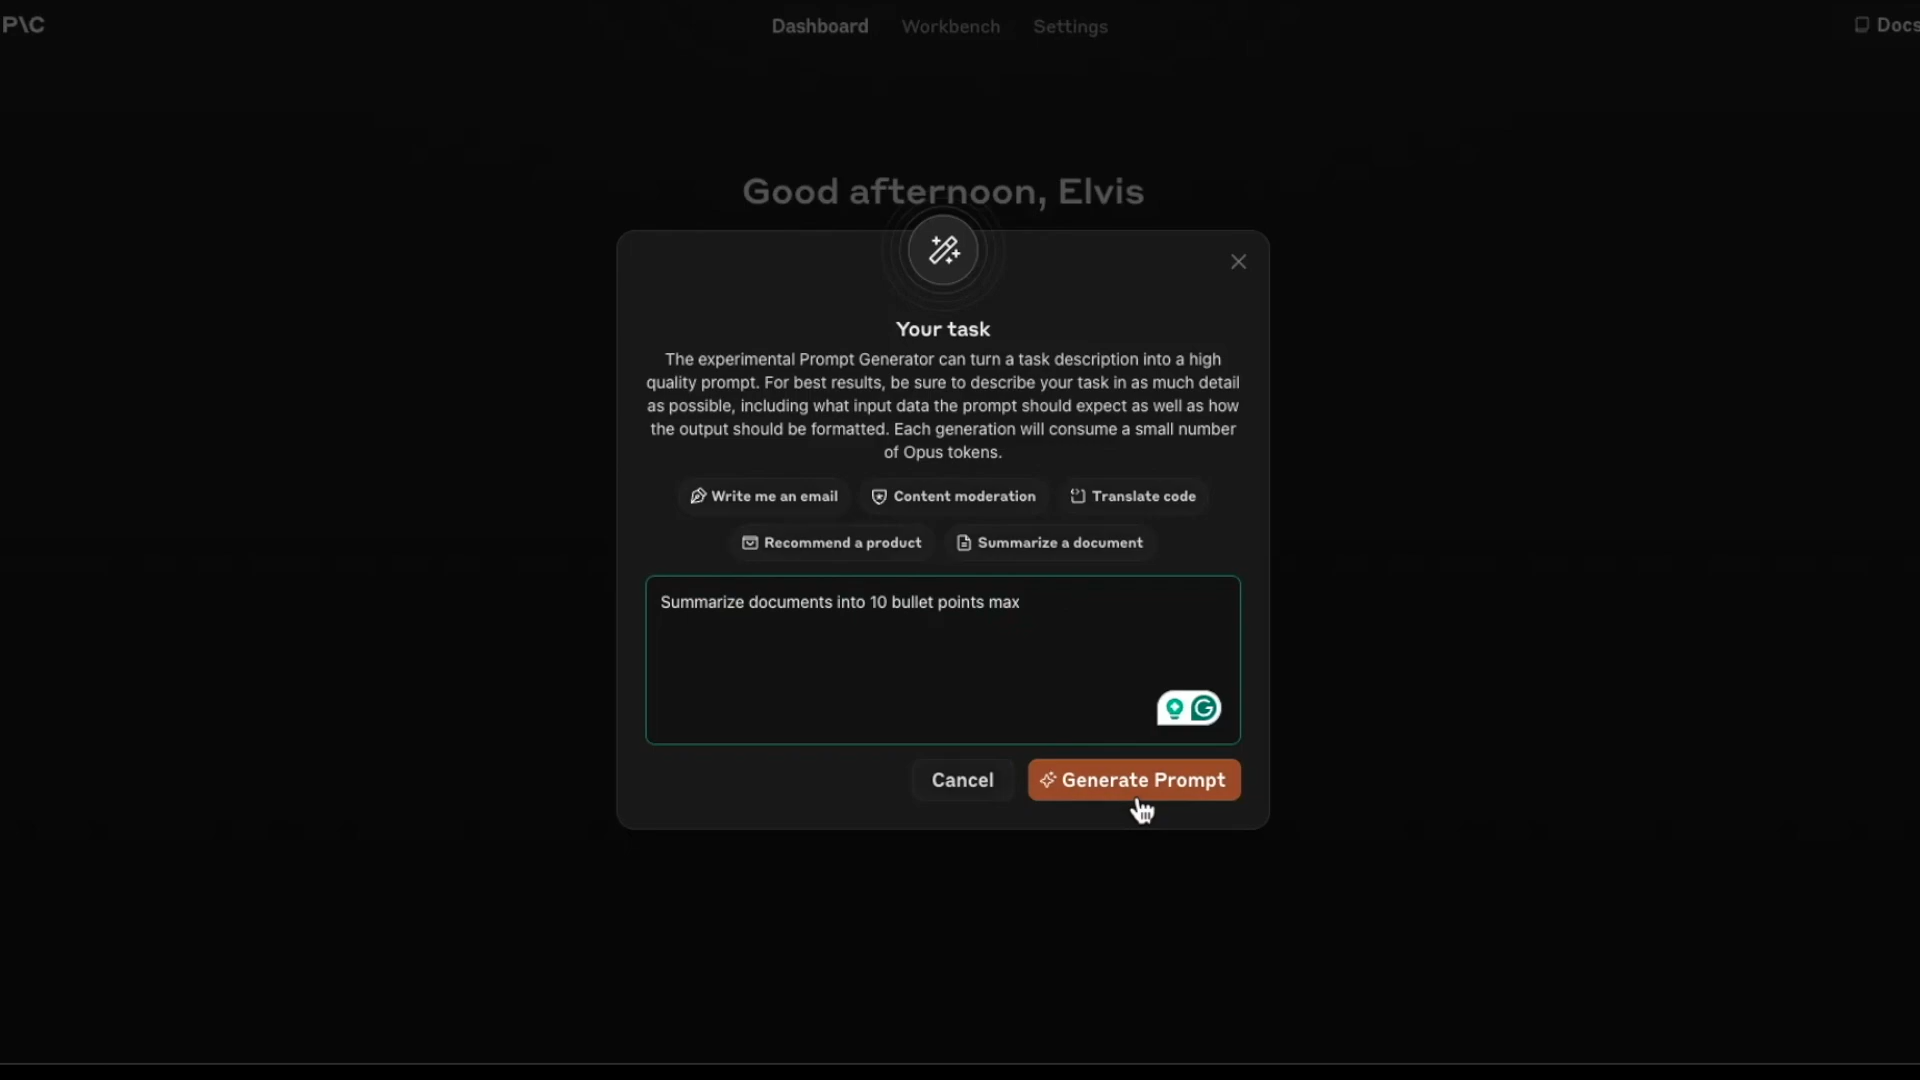 P\C
Dashboard
Workbench
Settings
Docs
Good afternoon, Elvis
Your task
The experimental Prompt Generator can turn a task description into a high
quality prompt. For best results, be sure to describe your task in as much detail
as possible, including what input data the prompt should expect as well as how
the output should be formatted. Each generation will consume a small number
of Opus tokens.
Write me an email
Content moderation
Translate code
Recommend a product
Summarize a document
Summarize documents into 10 bullet points max
Cancel
Generate Prompt